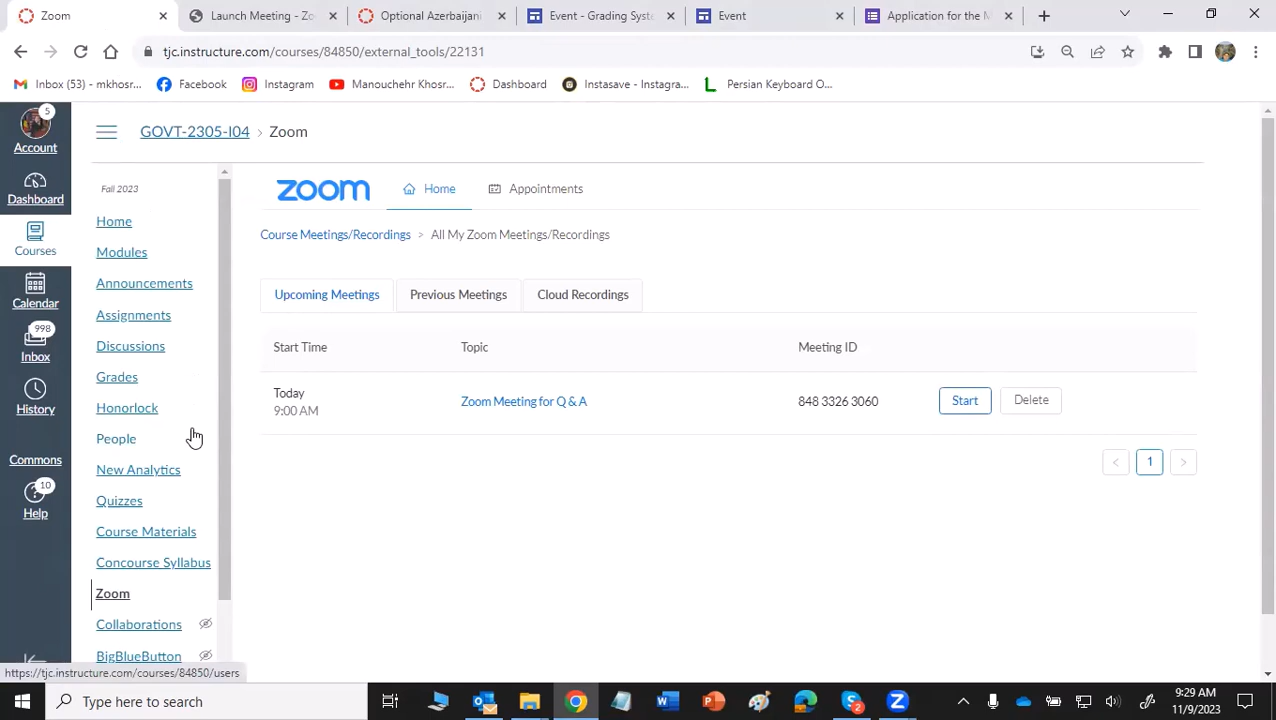 Zoom
Launch Meeting - Zo
Optional Azerbaijani
Event - Grading Syst
Event
Application for the M
tjc.instructure.com/courses/84850/external_tools/22131
Inbox (53) - mkhosr...
Facebook
Instagram
Manouchehr Khosr...
Dashboard
Instasave - Instagra...
Persian Keyboard O...
5
Account
Dashboard
Courses
Calendar
998
Inbox
History
Commons
10
Help
GOVT-2305-I04 > Zoom
Fall 2023
Home
Modules
Announcements
Assignments
Discussions
Grades
Honorlock
People
New Analytics
Quizzes
Course Materials
Concourse Syllabus
Zoom
Collaborations
BigBlueButton
zoom
Home
Appointments
Course Meetings/Recordings > All My Zoom Meetings/Recordings
Upcoming Meetings
Previous Meetings
Cloud Recordings
Start Time
Topic
Meeting ID
Today
9:00 AM
Zoom Meeting for Q & A
848 3326 3060
Start
Delete
1
https://tjc.instructure.com/courses/84850/users
Type here to search
9:29 AM
11/9/2023